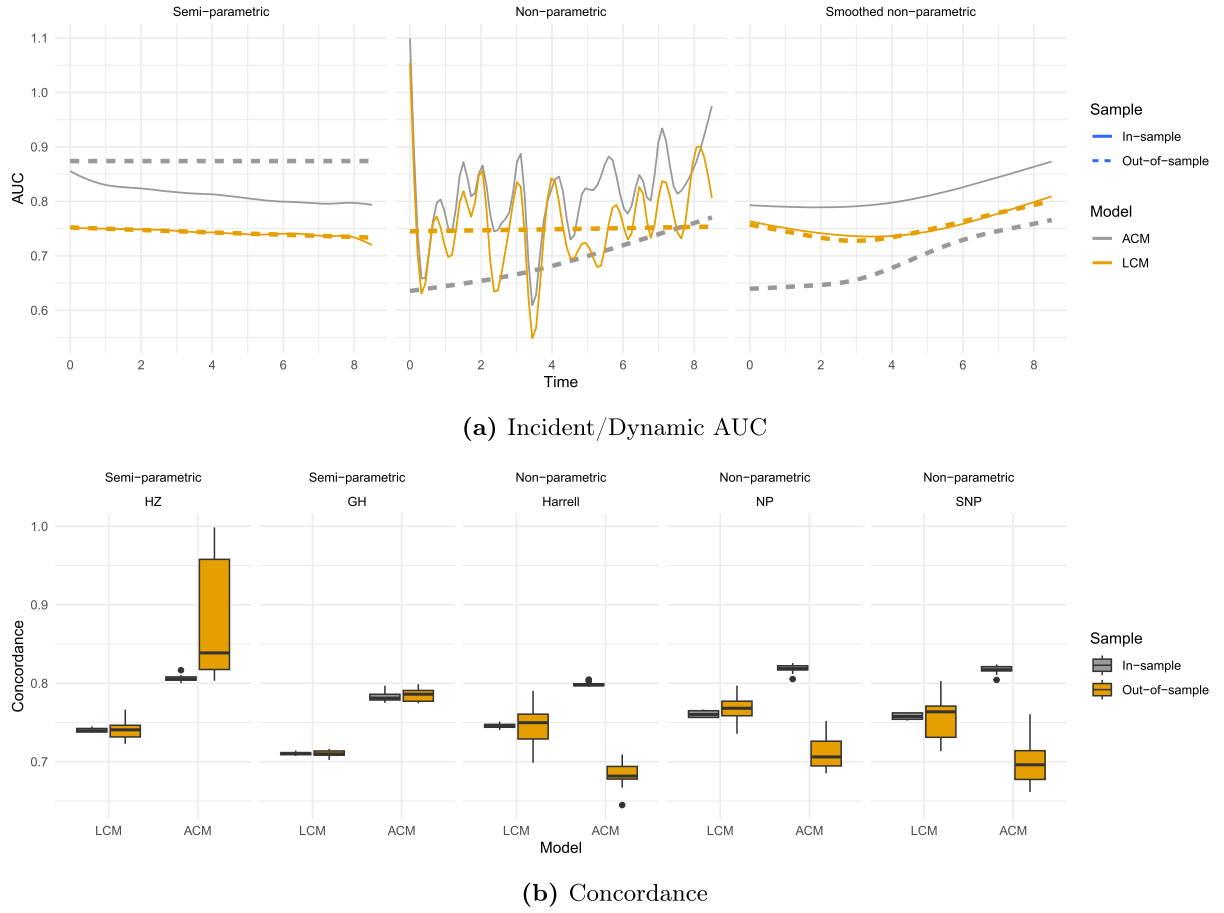 Semi−parametric
Non−parametric
Smoothed non−parametric
AUC
1.1
1.0
0.9
0.8
0.7
0.6
0 2 4 6 8
0 2 4 6 8
0 2 4 6 8
Time
Sample
In−sample
Out−of−sample
Model
ACM
LCM
(a) Incident/Dynamic AUC
Semi−parametric Semi−parametric Non−parametric Non−parametric Non−parametric
HZ GH Harrell NP SNP
Concordance
1.0
0.9
0.8
0.7
LCM ACM LCM ACM LCM ACM LCM ACM LCM ACM
Model
Sample
In−sample
Out−of−sample
(b) Concordance